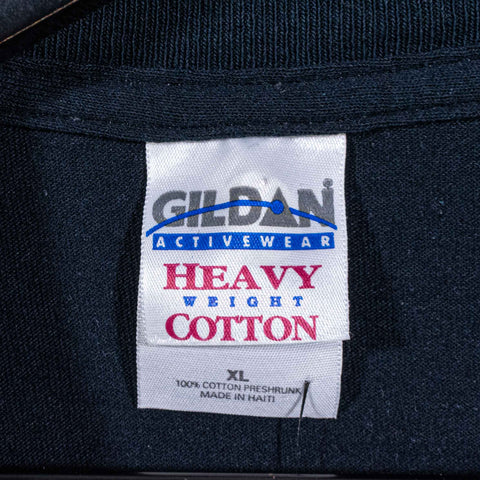 GILDAN
ACTIVEWEAR
HEAVY
WEIGHT
COTTON
XL
100% COTTON PRESHRUNK
MADE IN HAITI